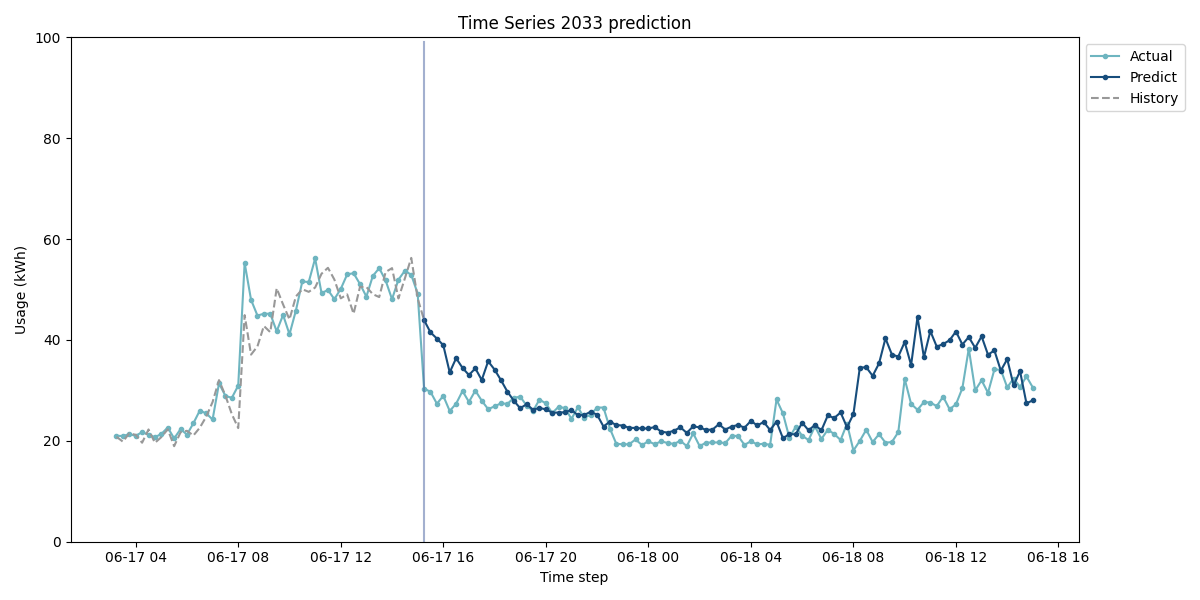 Time Series 2033 prediction
Usage (kWh)
100
80
60
40
20
0
06-17 04
06-17 08
06-17 12
06-17 16
06-17 20
06-18 00
06-18 04
06-18 08
06-18 12
06-18 16
Time step
Actual
Predict
History